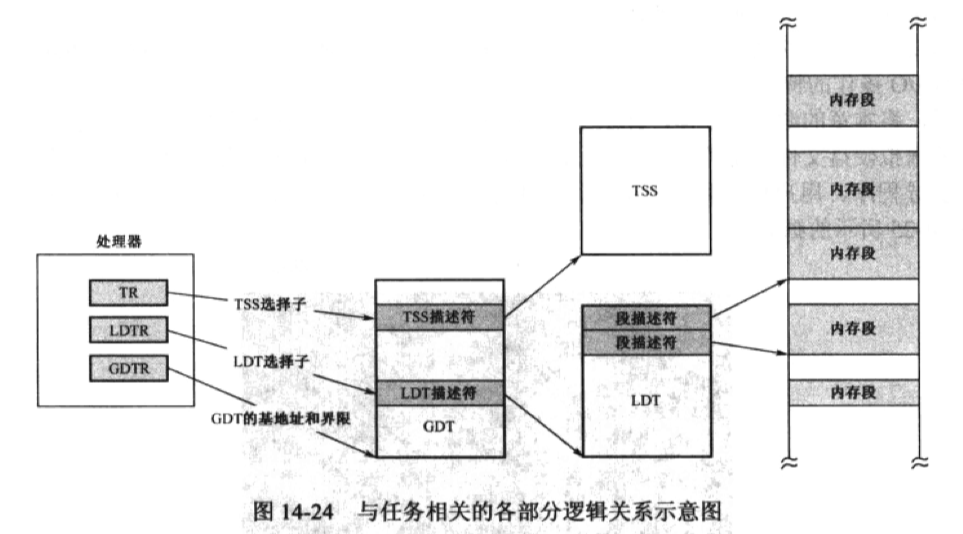 处理器
TR
LDTR
GDTR
TSS选择子
LDT选择子
GDT的基地址和界限
TSS描述符
LDT描述符
GDT
TSS
段描述符
段描述符
LDT
内存段
内存段
内存段
内存段
内存段
图 14-24 与任务相关的各部分逻辑关系示意图